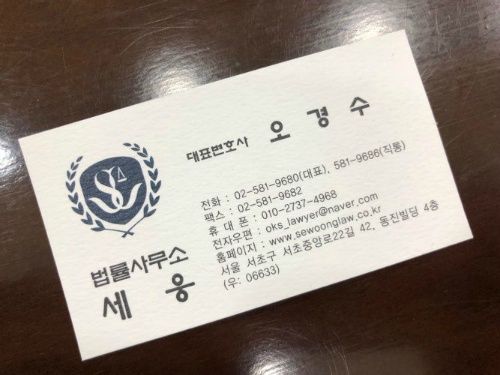 대표변호사 오경수
전화 : 02-581-9680(대표), 581-9686(직통)
팩스 : 02-581-9682
휴대폰 : 010-2737-4968
전자우편 : oks_lawyer@naver.com
홈페이지 : www.sewoonglaw.co.kr
서울 서초구 서초중앙로22길 42, 동진빌딩 4층
(우: 06633)
법률사무소
세웅